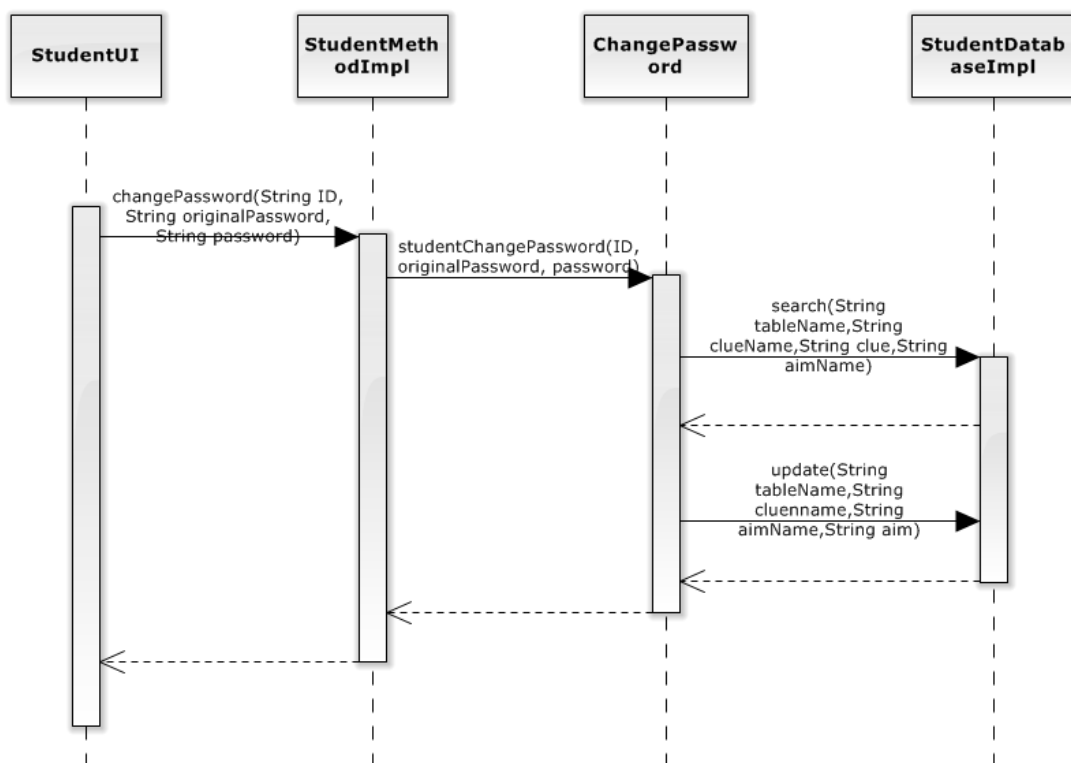 StudentUI
StudentMeth
odImpl
ChangePassw
ord
StudentDatab
aseImpl
changePassword(String ID,
String originalPassword,
String password)
studentChangePassword(ID,
originalPassword, password)
search(String
tableName,String
clueName,String clue,String
aimName)
update(String
tableName,String
cluenname,String
aimName,String aim)